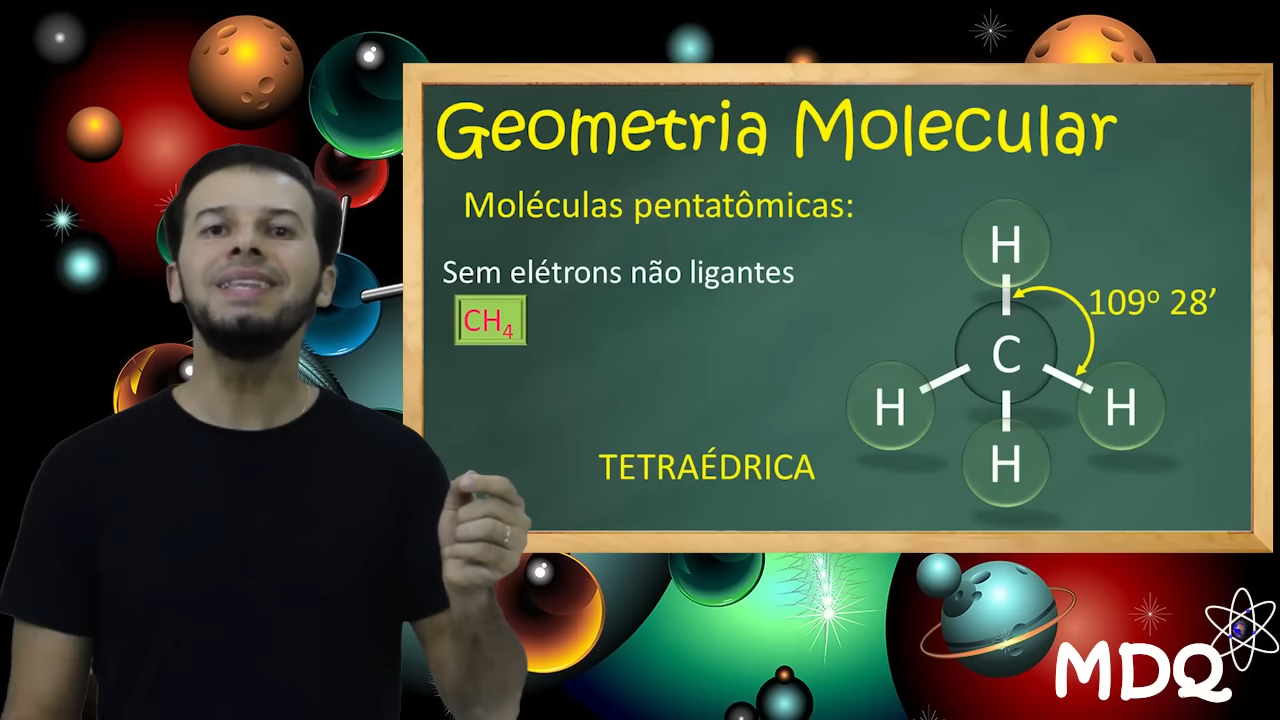 Geometria Molecular
Moléculas pentatômicas:
Sem elétrons não ligantes
CH₄
H
109º 28’
C
H
H
H
TETRAÉDRICA
MDQ